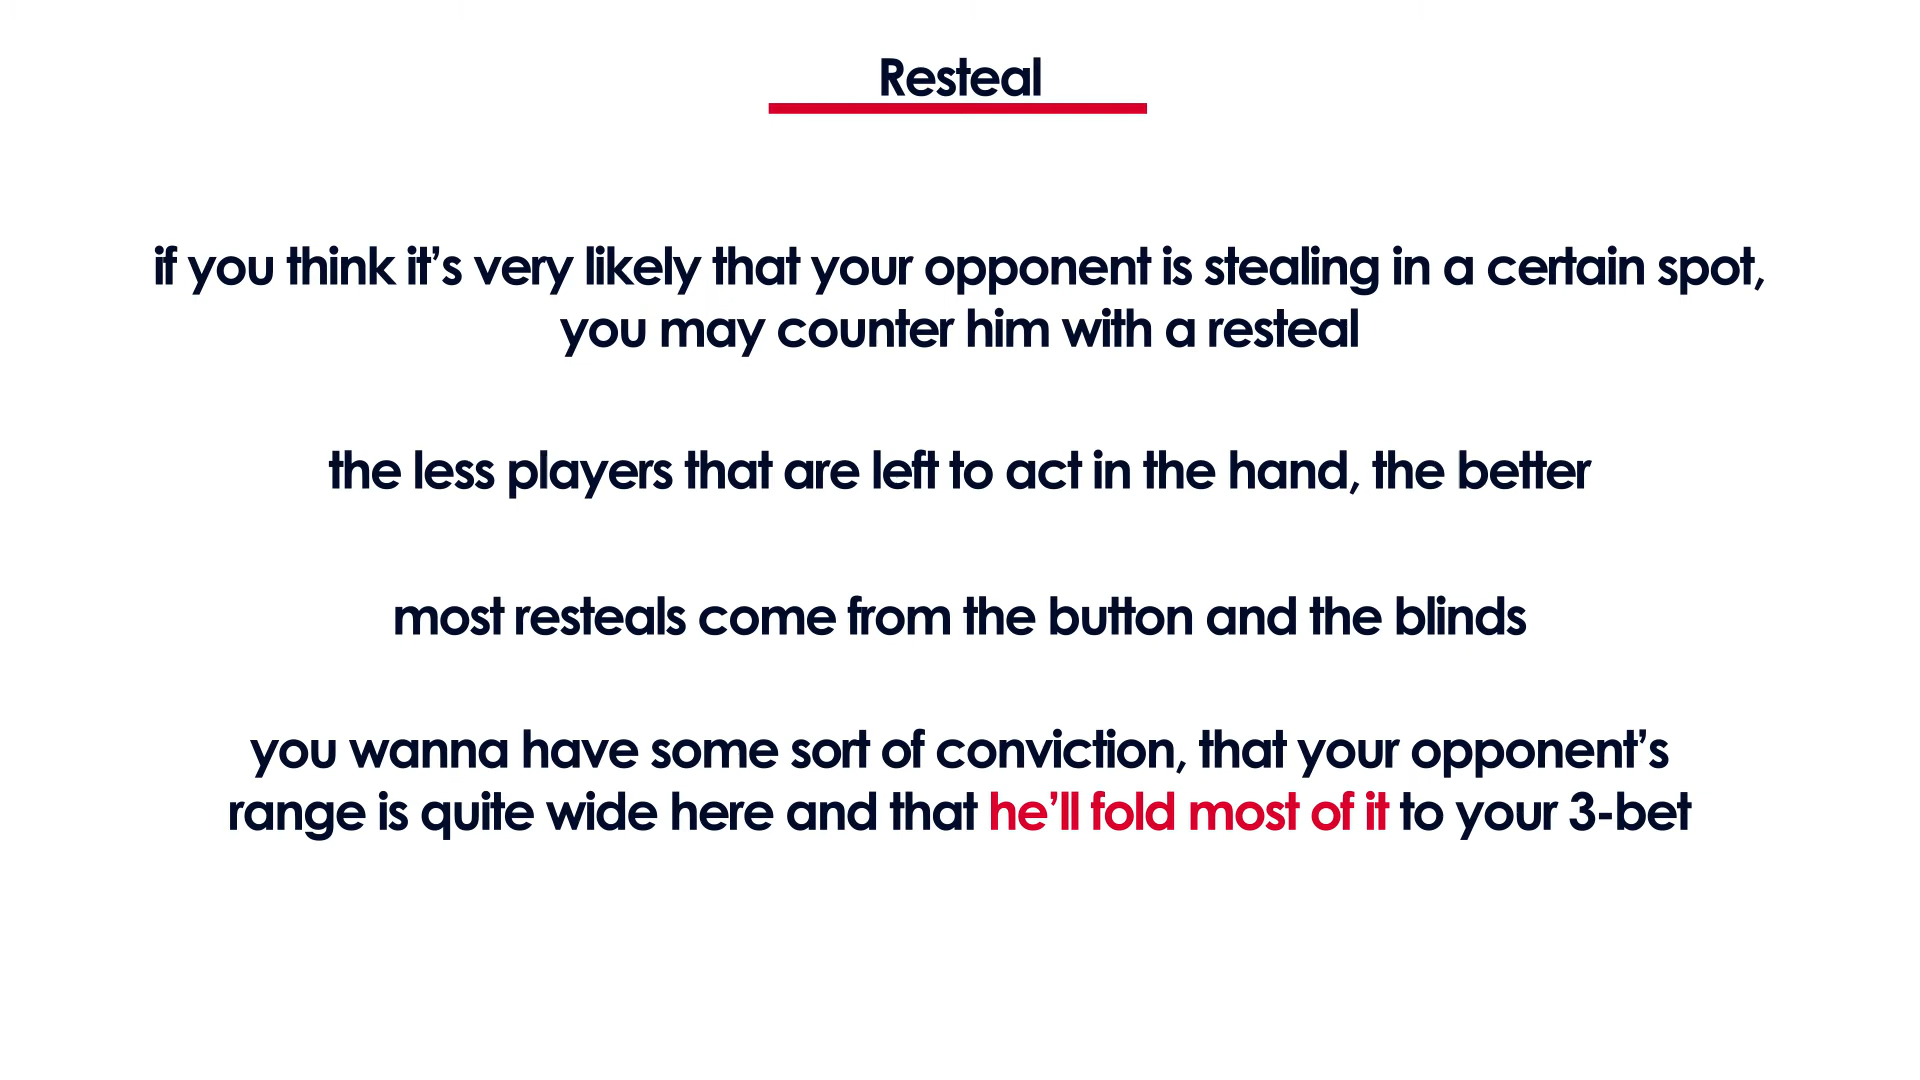 Resteal
if you think it’s very likely that your opponent is stealing in a certain spot,
you may counter him with a resteal
the less players that are left to act in the hand, the better
most resteals come from the button and the blinds
you wanna have some sort of conviction, that your opponent’s
range is quite wide here and that he’ll fold most of it to your 3-bet